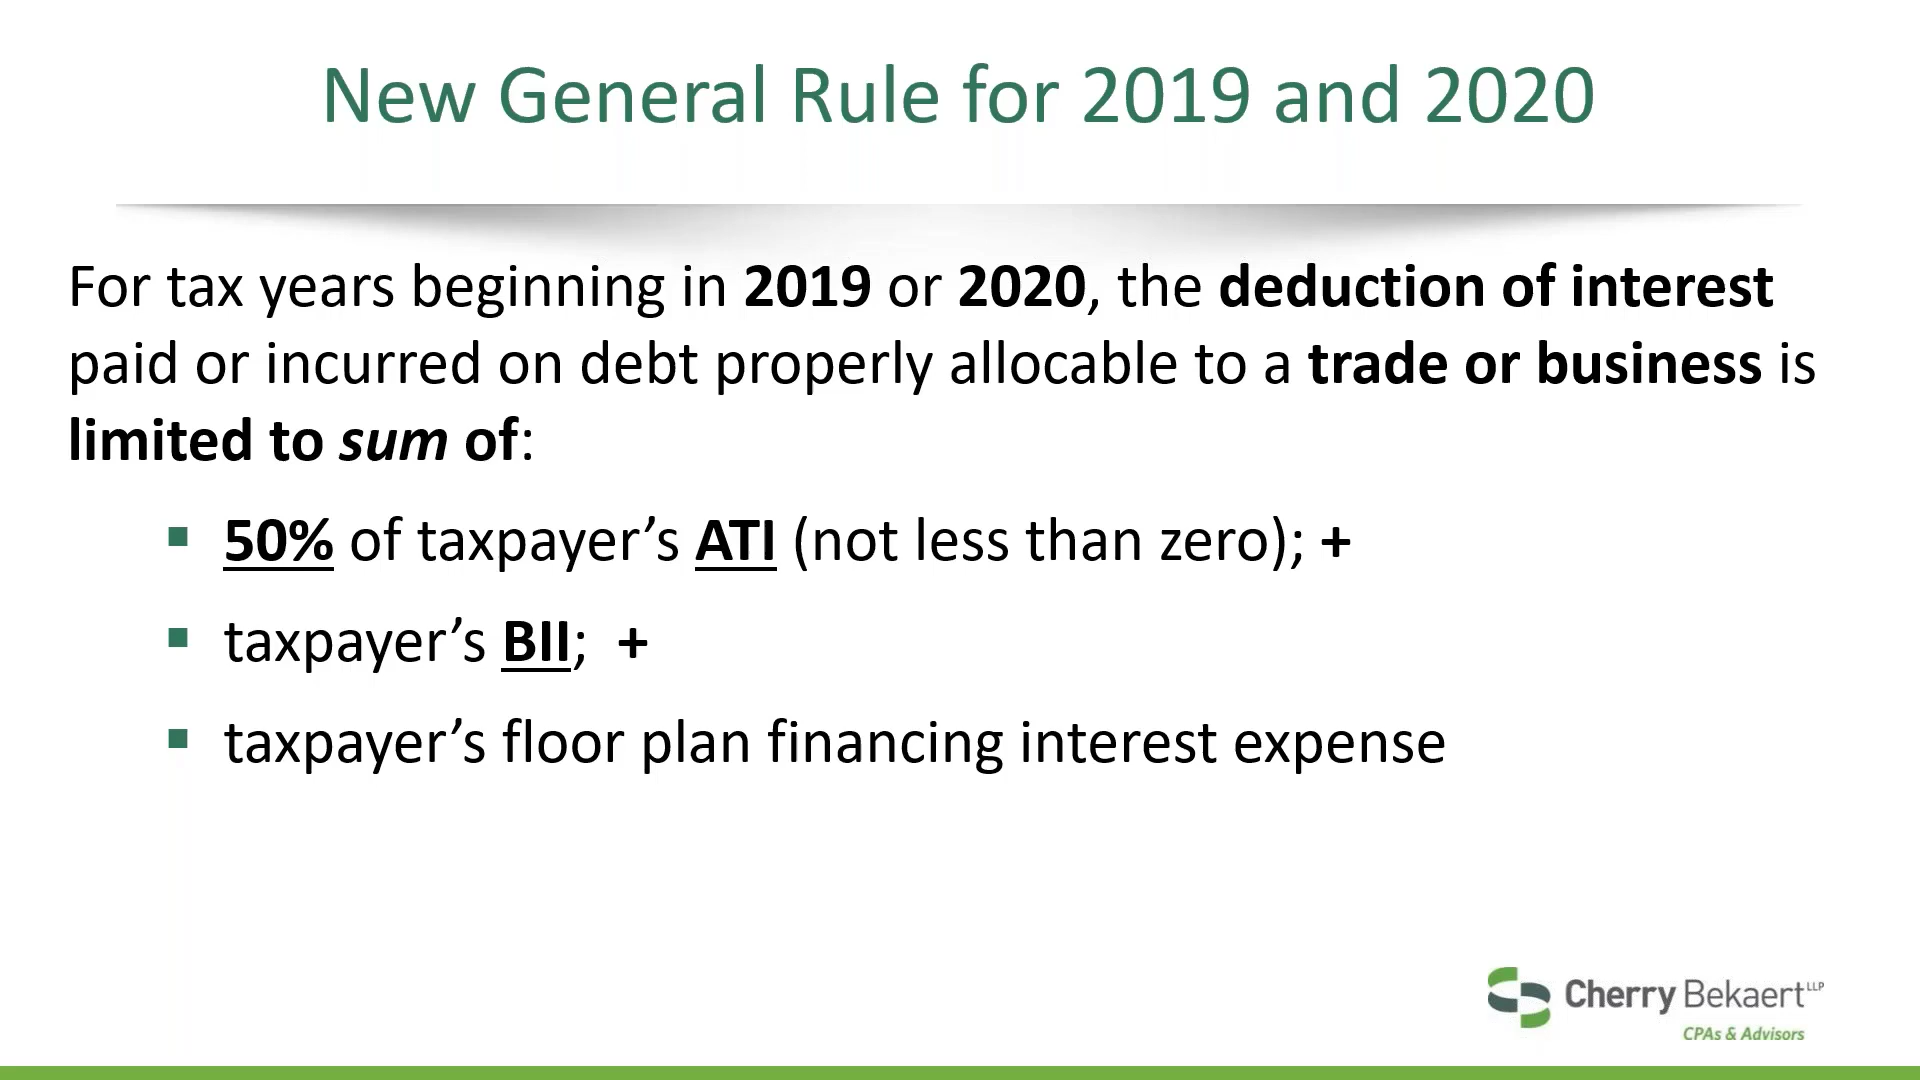 New General Rule for 2019 and 2020
For tax years beginning in 2019 or 2020, the deduction of interest
paid or incurred on debt properly allocable to a trade or business is
limited to sum of:
▪ 50% of taxpayer’s ATI (not less than zero); +
▪ taxpayer’s BII; +
▪ taxpayer’s floor plan financing interest expense
Cherry Bekaert LLP
CPAs & Advisors